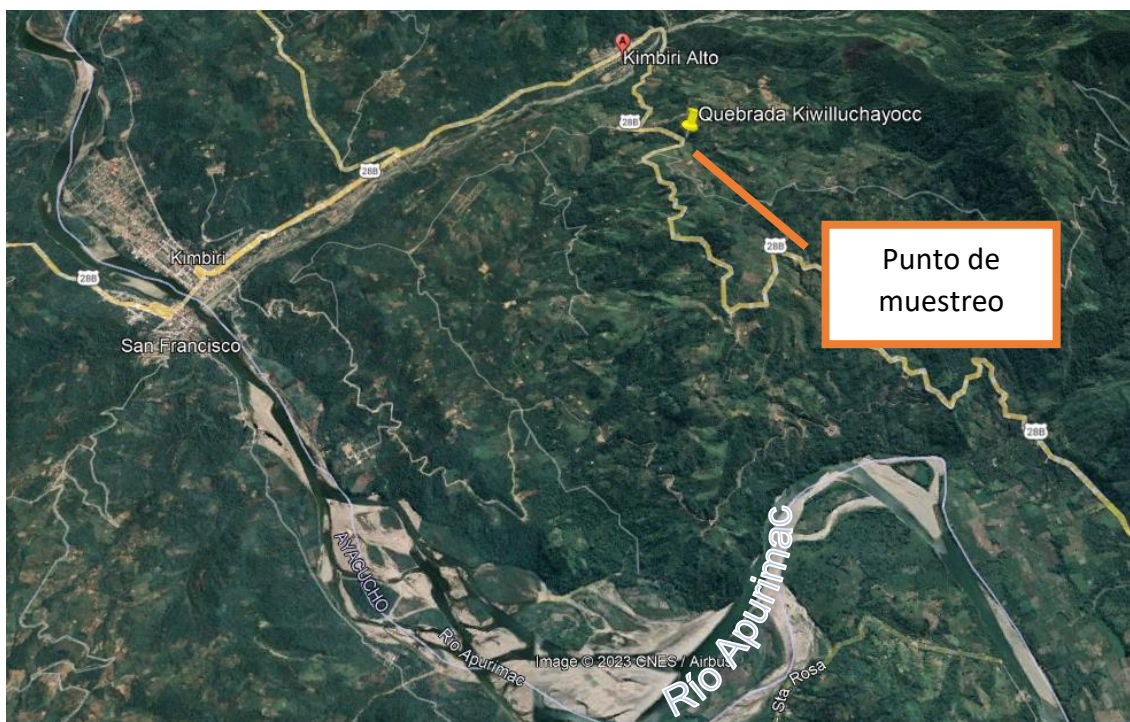 A
Kimbiri Alto
28B
Quebrada Kiwilluchayocc
28B
Kimbiri
28B
28B
Punto de
muestreo
San Francisco
28B
AYACUCHO
Río Apurimac
Río Apurimac
Image © 2023 CNES / Airbus
Sta Rosa